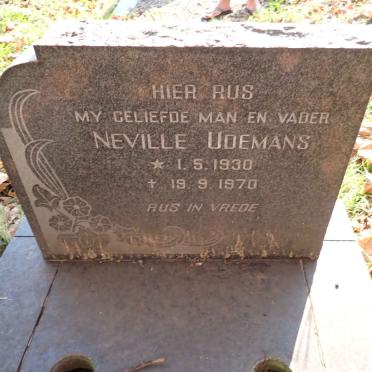 HIER RUS
MY GELIEFDE MAN EN VADER
NEVILLE UDEMANS
* 1.5.1930
† 19.9.1970
RUS IN VREDE